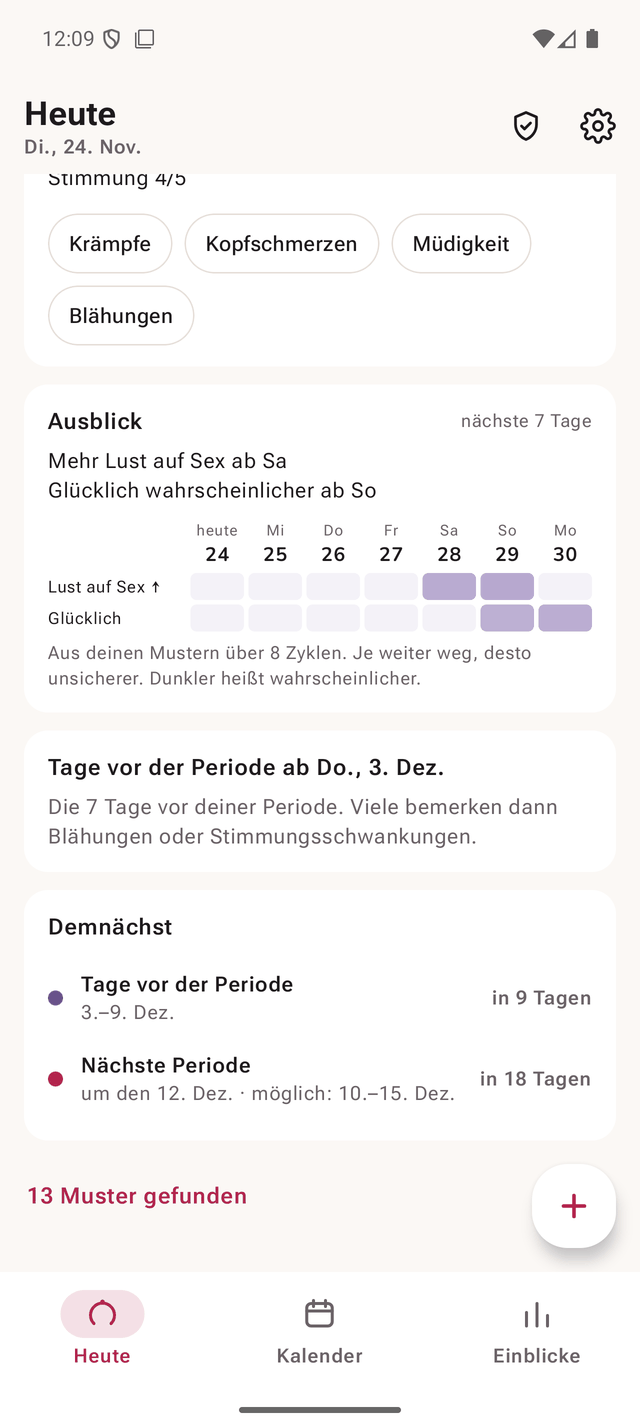 12:09
Heute
Di., 24. Nov.
Stimmung 4/5
Krämpfe
Kopfschmerzen
Müdigkeit
Blähungen
Ausblick
nächste 7 Tage
Mehr Lust auf Sex ab Sa
Glücklich wahrscheinlicher ab So
heute Mi Do Fr Sa So Mo
24 25 26 27 28 29 30
Lust auf Sex ↑
Glücklich
Aus deinen Mustern über 8 Zyklen. Je weiter weg, desto
unsicherer. Dunkler heißt wahrscheinlicher.
Tage vor der Periode ab Do., 3. Dez.
Die 7 Tage vor deiner Periode. Viele bemerken dann
Blähungen oder Stimmungsschwankungen.
Demnächst
Tage vor der Periode
3.–9. Dez.
in 9 Tagen
Nächste Periode
um den 12. Dez. · möglich: 10.–15. Dez.
in 18 Tagen
13 Muster gefunden
Heute
Kalender
Einblicke